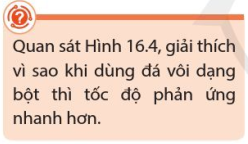 Quan sát Hình 16.4, giải thích
vì sao khi dùng đá vôi dạng
bột thì tốc độ phản ứng
nhanh hơn.